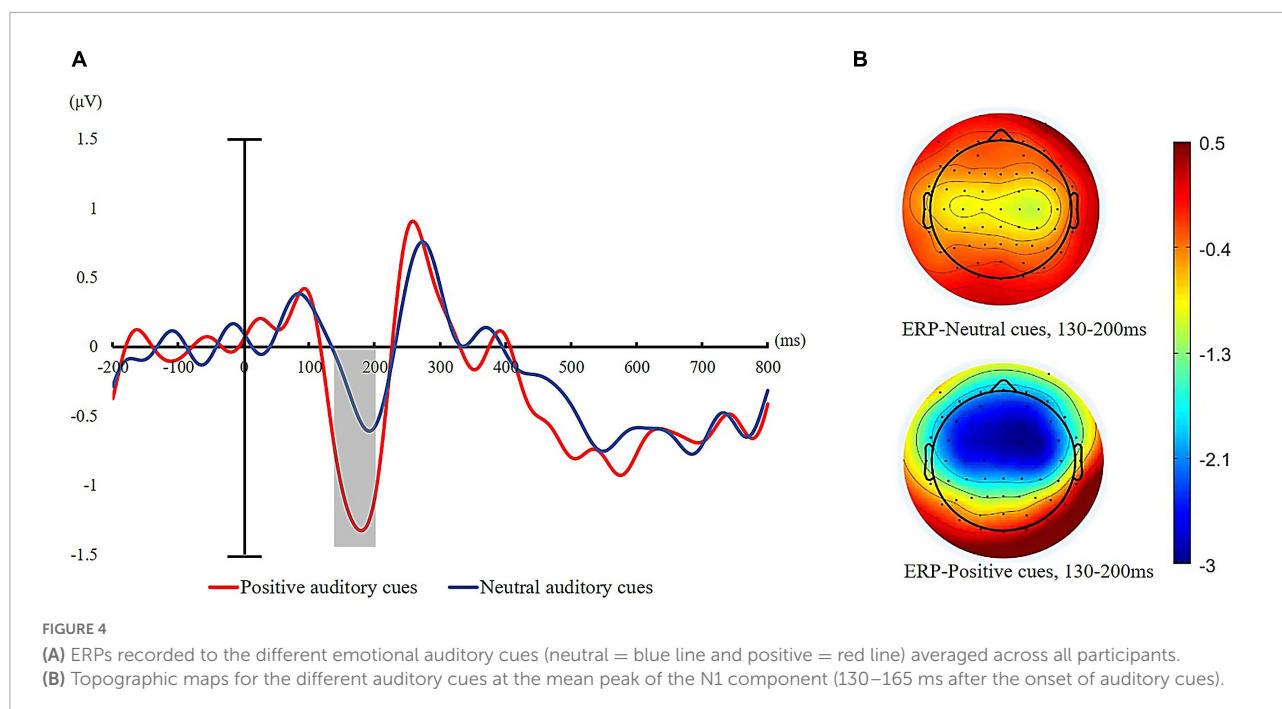 A
B
(µV)
1.5
1
0.5
0
-0.5
-1
-1.5
-200 -100 0 100 200 300 400 500 600 700 800
(ms)
Positive auditory cues Neutral auditory cues
ERP-Neutral cues, 130-200ms
ERP-Positive cues, 130-200ms
0.5
-0.4
-1.3
-2.1
-3
FIGURE 4
(A) ERPs recorded to the different emotional auditory cues (neutral = blue line and positive = red line) averaged across all participants.
(B) Topographic maps for the different auditory cues at the mean peak of the N1 component (130–165 ms after the onset of auditory cues).